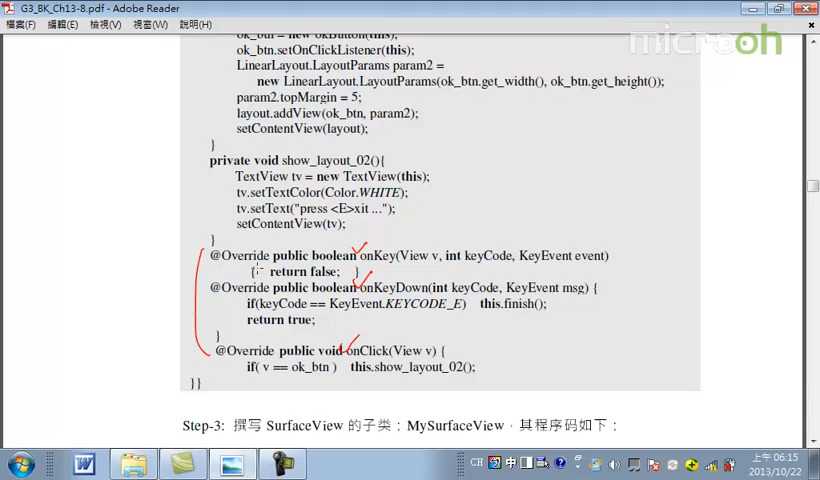 G3_BK_Ch13-8.pdf - Adobe Reader
檔案(F) 編輯(E) 檢視(V) 視窗(W) 說明(H)
microoh
ok_btn = new okButton(this);
ok_btn.setOnClickListener(this);
LinearLayout.LayoutParams param2 =
new LinearLayout.LayoutParams(ok_btn.get_width(), ok_btn.get_height());
param2.topMargin = 5;
layout.addView(ok_btn, param2);
setContentView(layout);
}
private void show_layout_02(){
TextView tv = new TextView(this);
tv.setTextColor(Color.WHITE);
tv.setText("press <E>xit ...");
setContentView(tv);
}
@Override public boolean onKey(View v, int keyCode, KeyEvent event)
{ return false; }
@Override public boolean onKeyDown(int keyCode, KeyEvent msg) {
if(keyCode == KeyEvent.KEYCODE_E) this.finish();
return true;
}
@Override public void onClick(View v) {
if( v == ok_btn ) this.show_layout_02();
}}
Step-3: 撰写 SurfaceView 的子类：MySurfaceView，其程序码如下：
CH 中 上午 06:15
2013/10/22